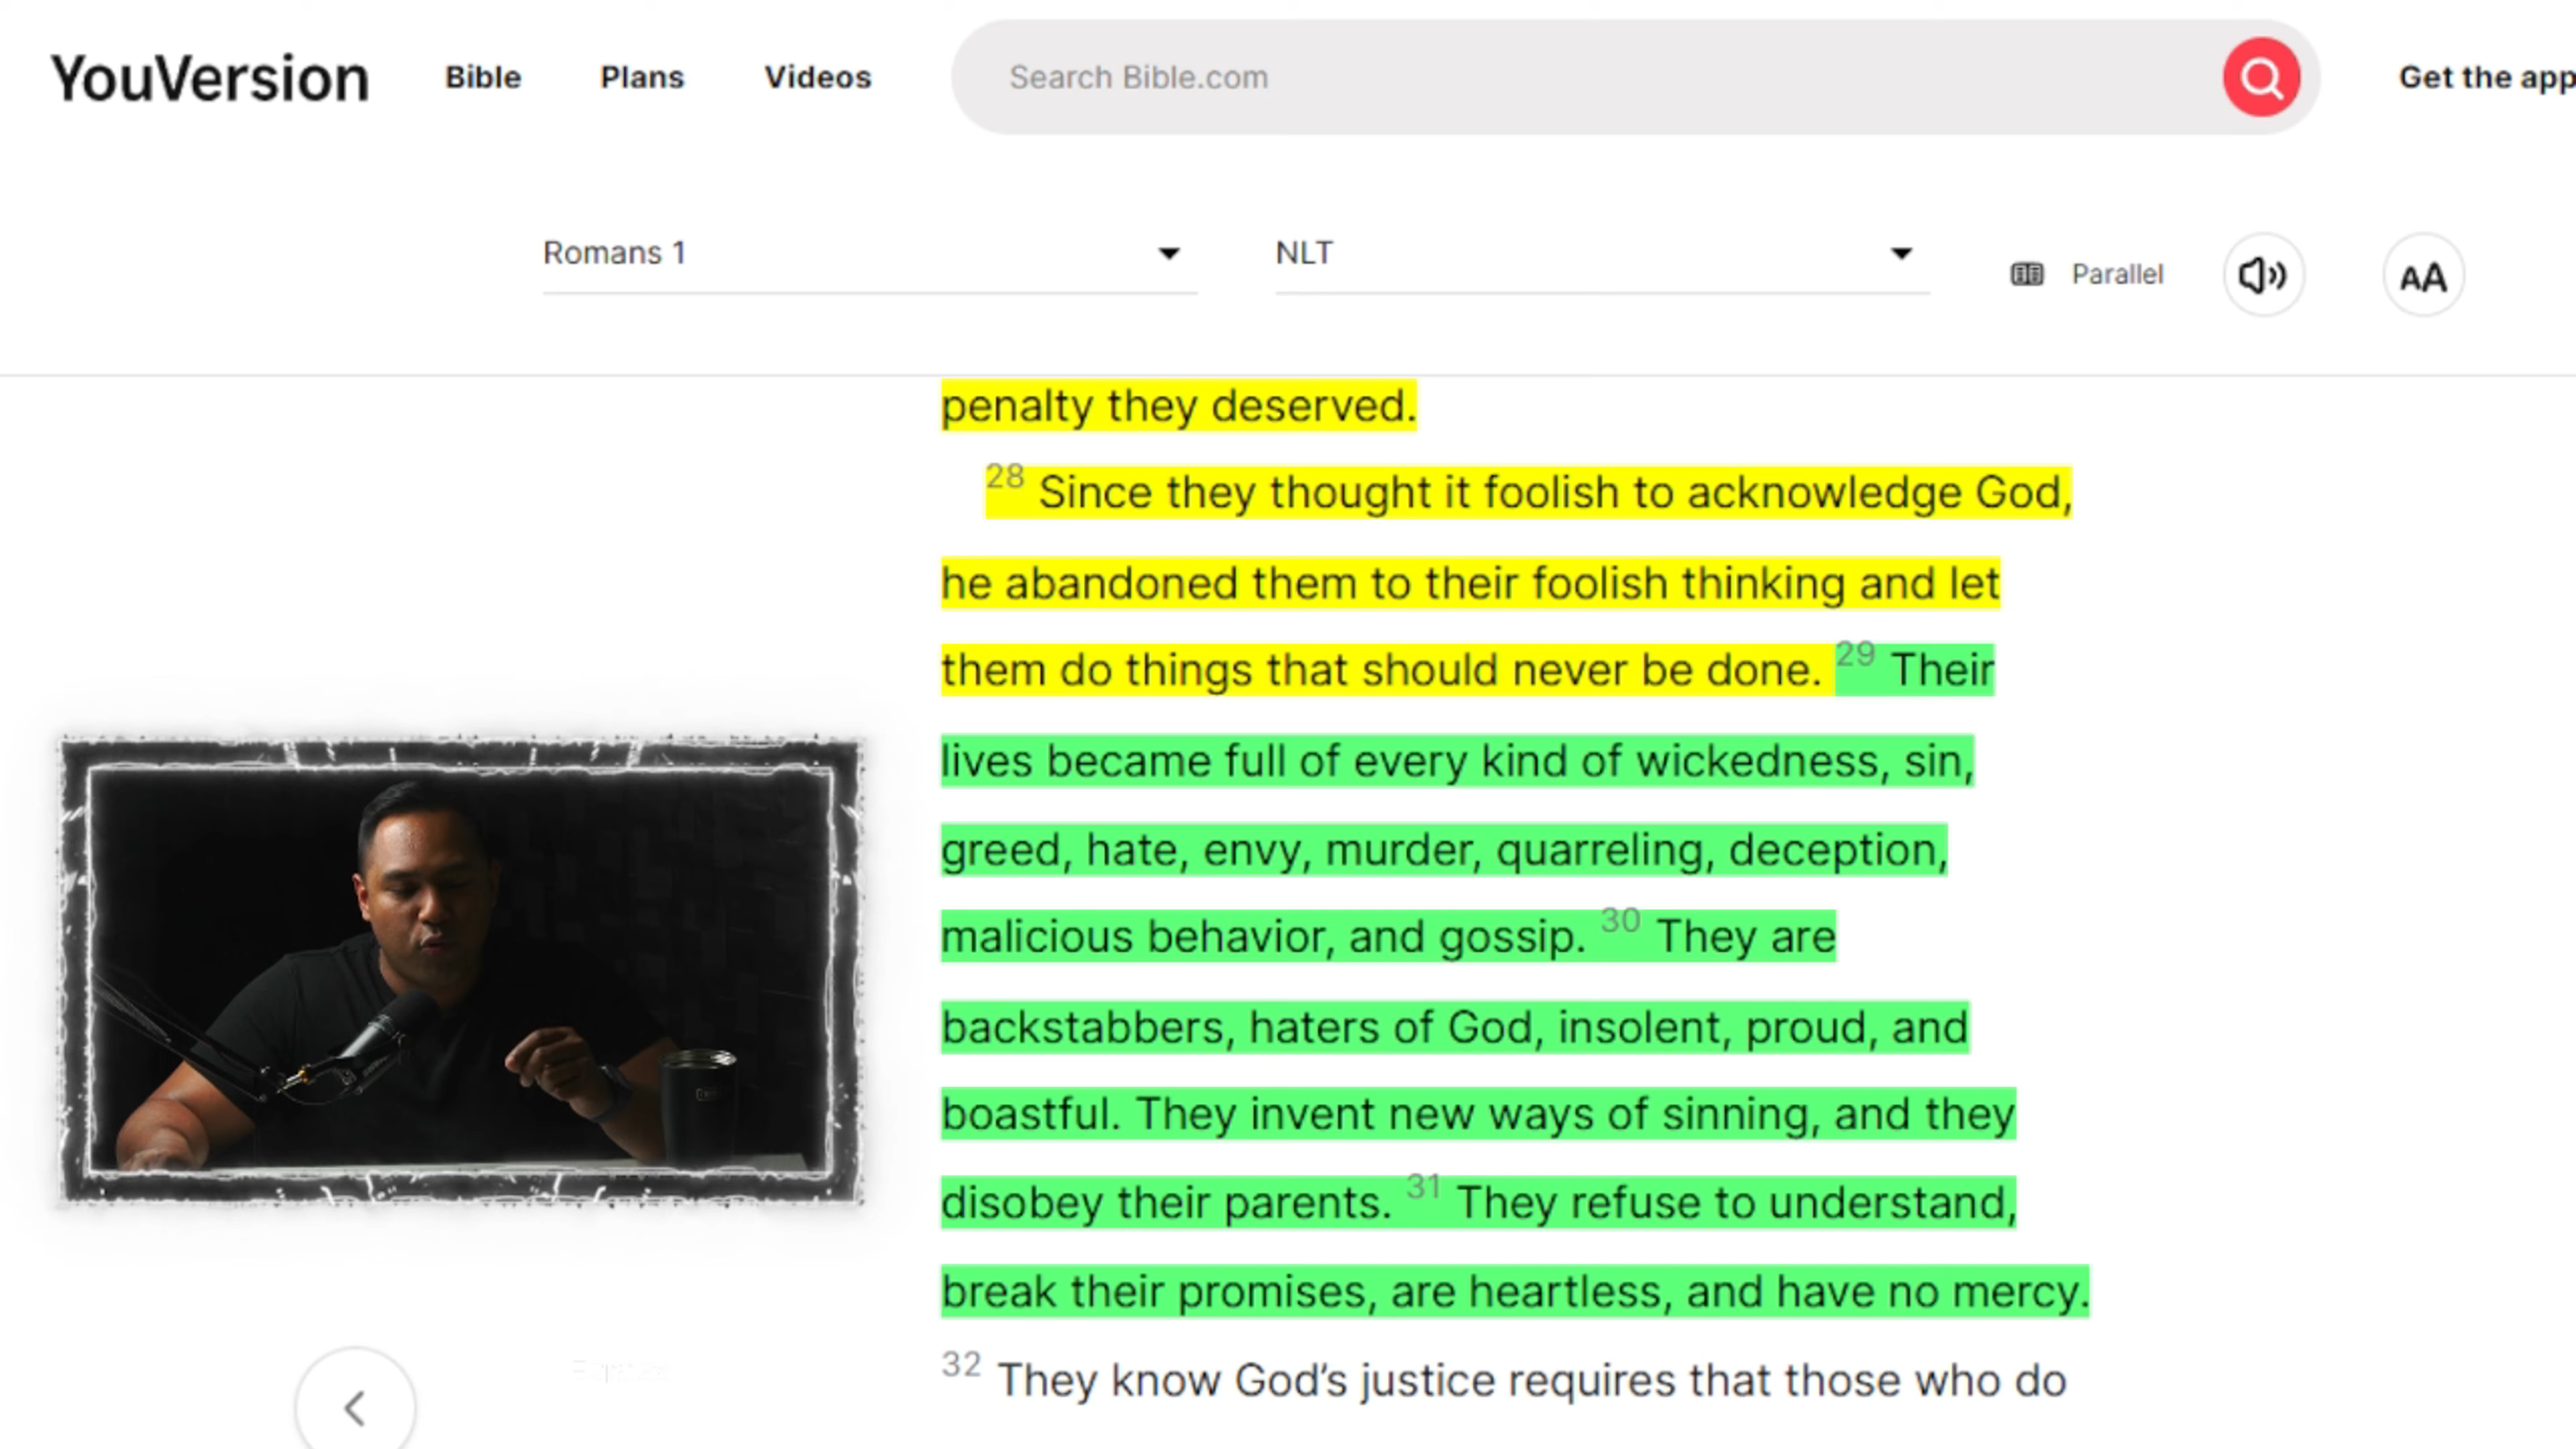 YouVersion Bible Plans Videos Search Bible.com Get the app
Romans 1 NLT Parallel AA
penalty they deserved.
28 Since they thought it foolish to acknowledge God,
he abandoned them to their foolish thinking and let
them do things that should never be done. 29 Their
lives became full of every kind of wickedness, sin,
greed, hate, envy, murder, quarreling, deception,
malicious behavior, and gossip. 30 They are
backstabbers, haters of God, insolent, proud, and
boastful. They invent new ways of sinning, and they
disobey their parents. 31 They refuse to understand,
break their promises, are heartless, and have no mercy.
32 They know God’s justice requires that those who do